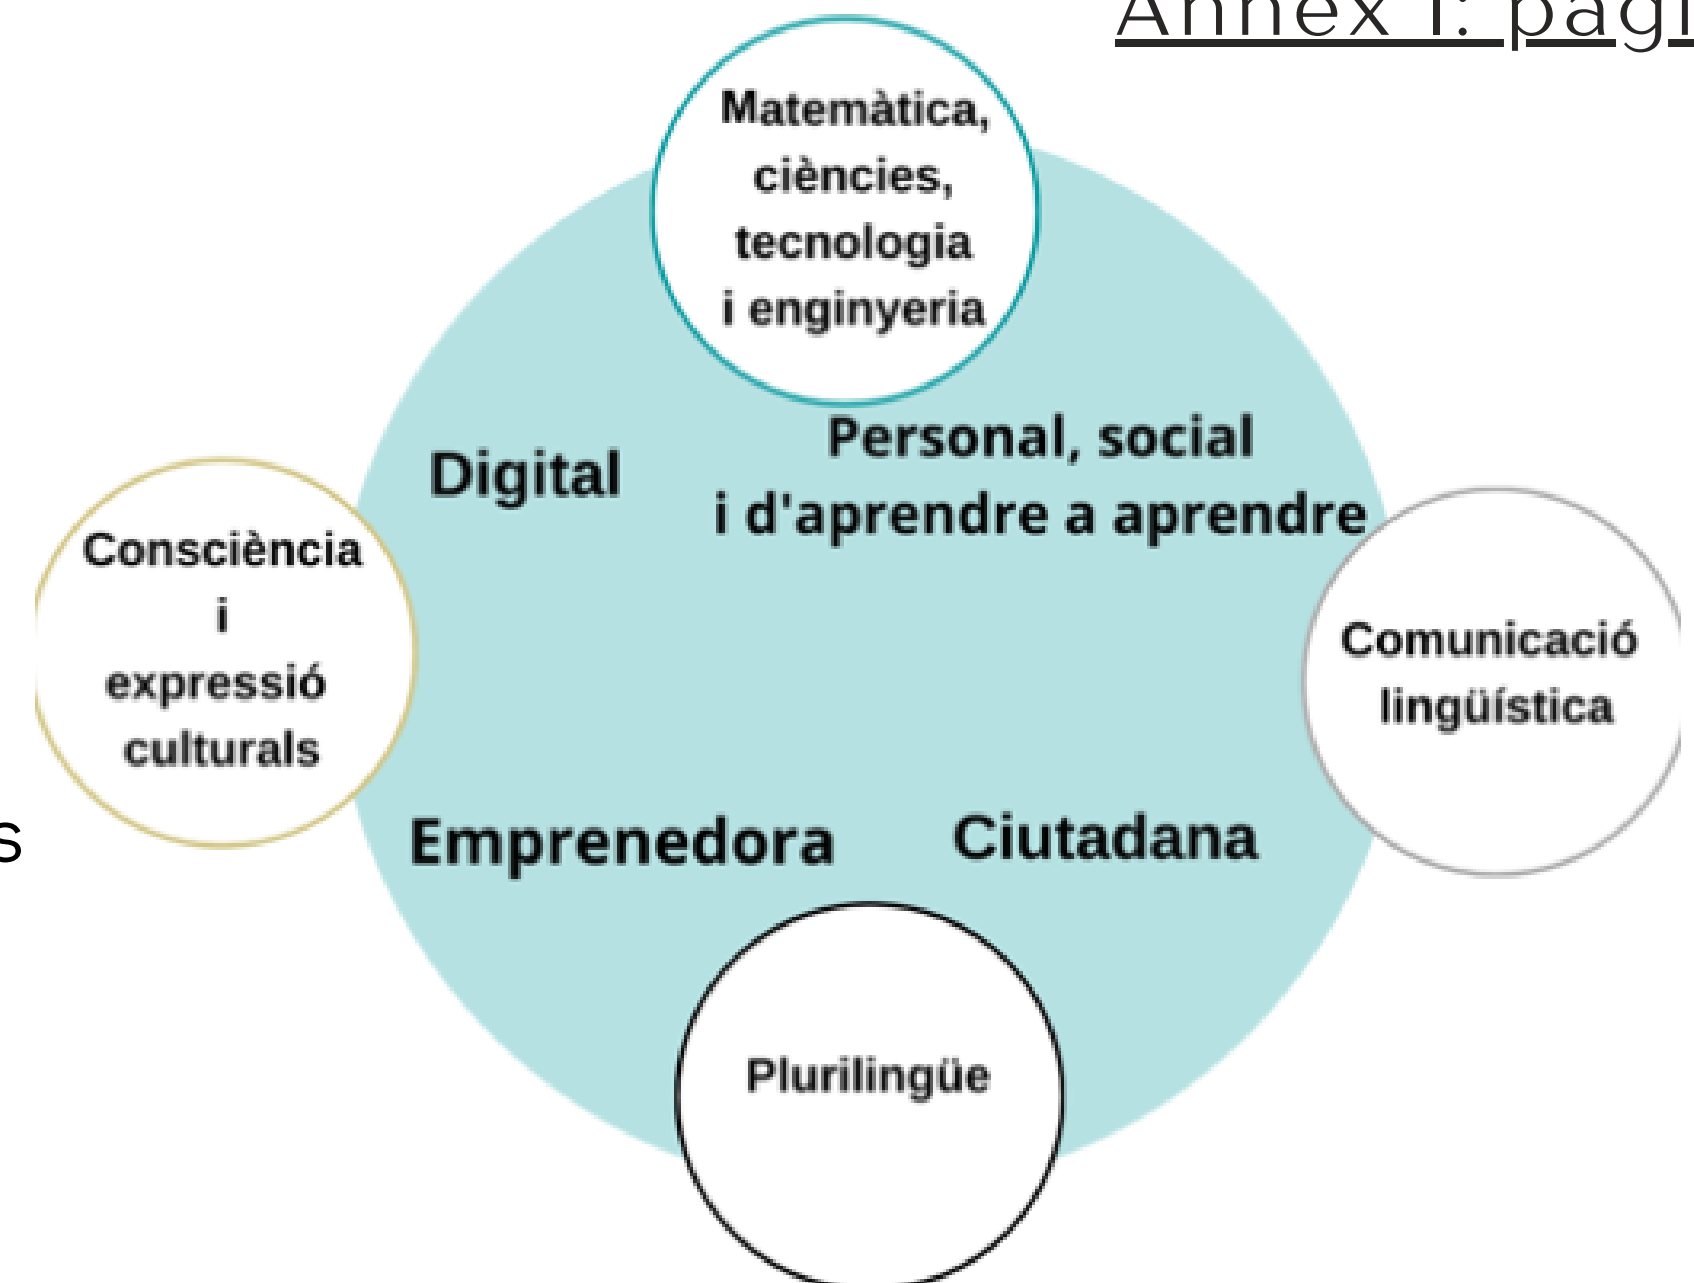 Annex 1: pàgi
Matemàtica,
ciències,
tecnologia
i enginyeria
Digital
Personal, social
i d'aprendre a aprendre
Consciència
i
expressió
culturals
Comunicació
lingüística
s
Emprenedora
Ciutadana
Plurilingüe